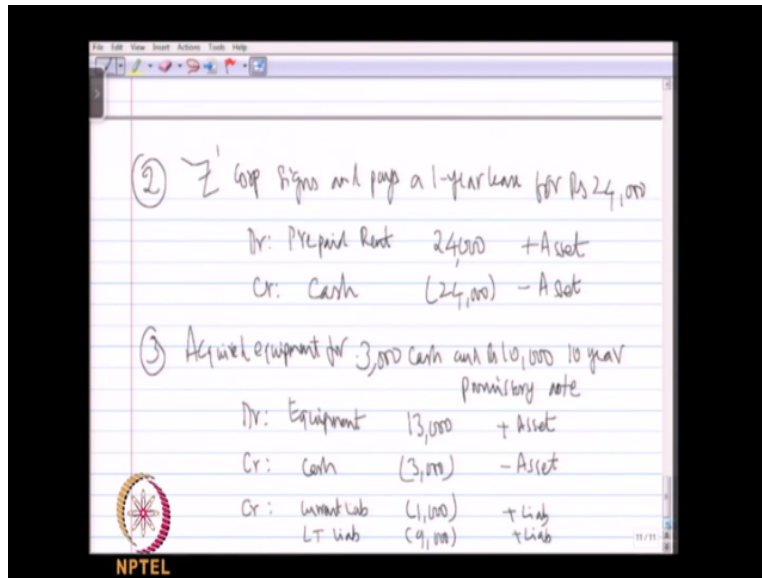 File Edit View Insert Actions Tools Help
② Z' Corp Signs and pays a 1-year lease for Rs 24,000
Dr: Prepaid Rent 24,000 + Asset
Cr: Cash (24,000) - Asset
③ Acquired equipment for 3,000 cash and 10,000 10 year
promissory note
Dr: Equipment 13,000 + Asset
Cr: Cash (3,000) - Asset
Cr: Current Liab (1,000) + Liab
LT Liab (9,000) + Liab
11/11
NPTEL